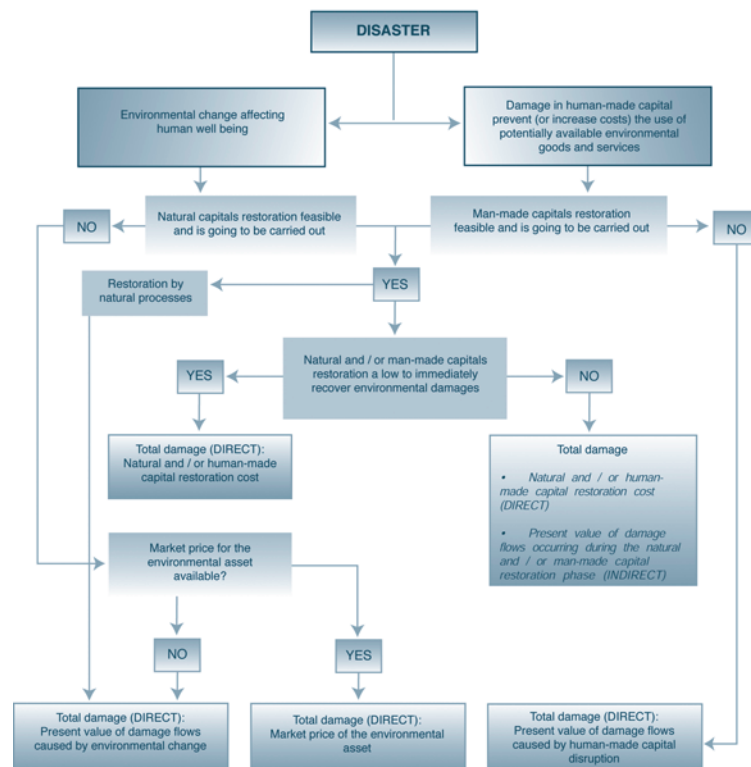 DISASTER
Environmental change affecting
human well being
Damage in human-made capital
prevent (or increase costs) the use of
potentially available environmental
goods and services
NO
Natural capitals restoration feasible
and is going to be carried out
Man-made capitals restoration
feasible and is going to be carried out
NO
Restoration by
natural processes
YES
YES
Natural and / or man-made capitals
restoration a low to immediately
recover environmental damages
NO
Total damage (DIRECT):
Natural and / or human-made
capital restoration cost
Total damage
• Natural and / or human-
made capital restoration cost
(DIRECT)
• Present value of damage
flows occurring during the natural
and / or man-made capital
restoration phase (INDIRECT)
Market price for the
environmental asset
available?
NO
YES
Total damage (DIRECT):
Present value of damage flows
caused by environmental change
Total damage (DIRECT):
Market price of the environmental
asset
Total damage (DIRECT):
Present value of damage flows
caused by human-made capital
disruption